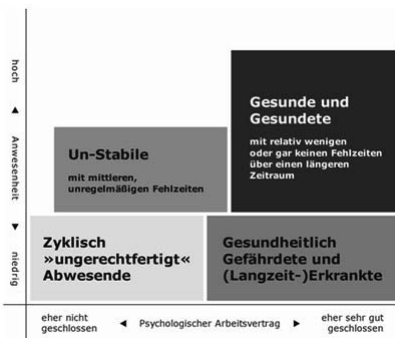 hoch
▲
Anwesenheit
▼
niedrig
Gesunde und
Gesundete
mit relativ wenigen
oder gar keinen Fehlzeiten
über einen längeren
Zeitraum
Un-Stabile
mit mittleren,
unregelmäßigen Fehlzeiten
Zyklisch
»ungerechtfertigt«
Abwesende
Gesundheitlich
Gefährdete und
(Langzeit-)Erkrankte
eher nicht
geschlossen
◄ Psychologischer Arbeitsvertrag ►
eher sehr gut
geschlossen